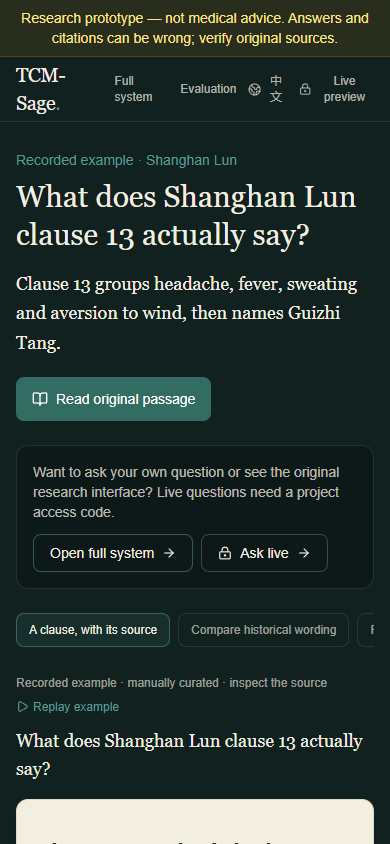 Research prototype — not medical advice. Answers and
citations can be wrong; verify original sources.
TCM-
Sage.
Full
system
Evaluation
中
文
Live
preview
Recorded example · Shanghan Lun
What does Shanghan Lun
clause 13 actually say?
Clause 13 groups headache, fever, sweating
and aversion to wind, then names Guizhi
Tang.
Read original passage
Want to ask your own question or see the original
research interface? Live questions need a project
access code.
Open full system →
Ask live →
A clause, with its source
Compare historical wording
Recorded example · manually curated · inspect the source
Replay example
What does Shanghan Lun clause 13 actually
say?